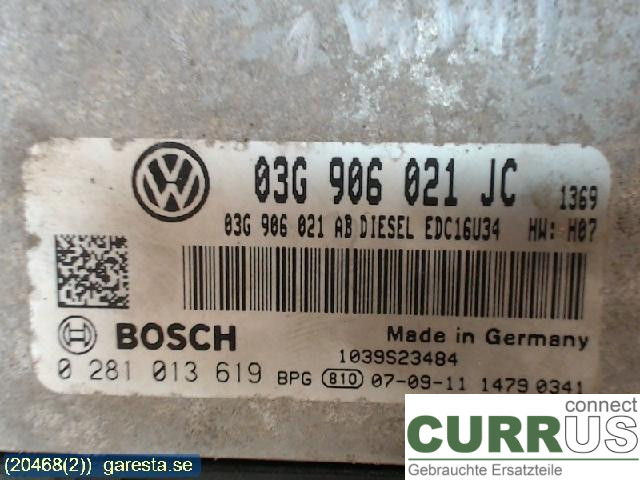 03G 906 021 JC 1369
03G 906 021 AB DIESEL EDC16U34 HW: H07
BOSCH
Made in Germany
1039S23484
0 281 013 619 BPG 810 07-09-11 1479 0341
connect
CURRUS
Gebrauchte Ersatzteile
(20468(2)) garesta.se